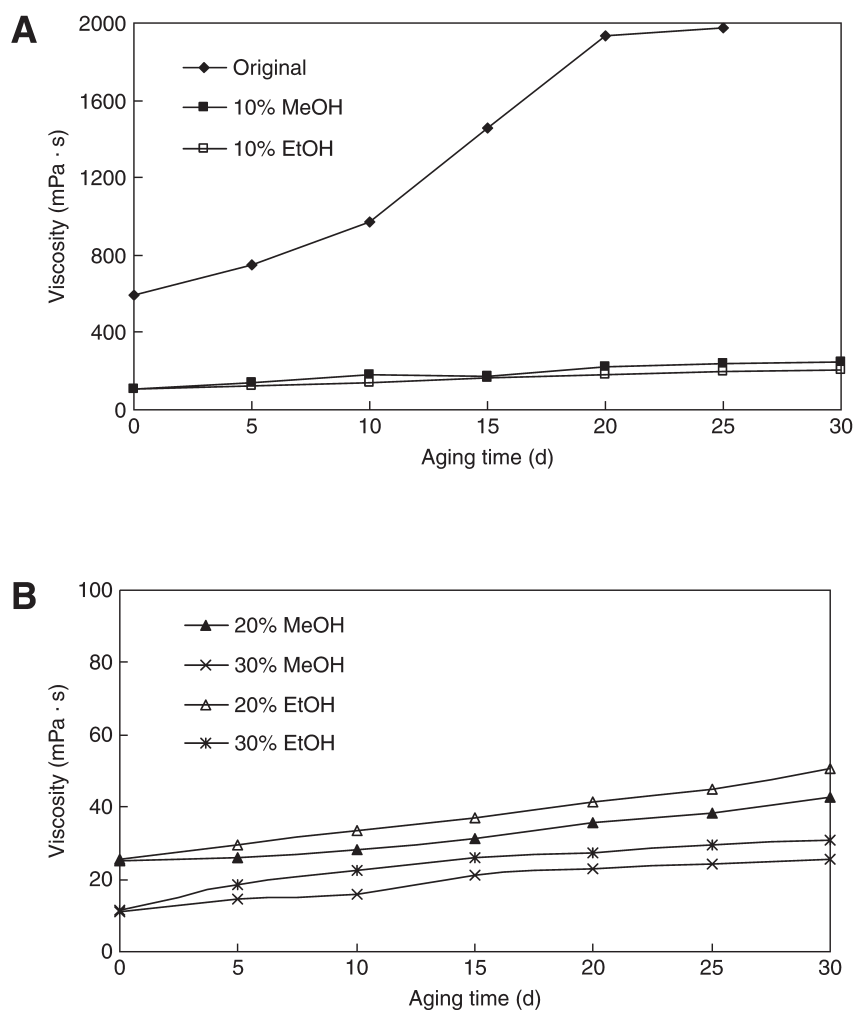 A
2000
1600
1200
800
400
0
Viscosity (mPa · s)
Original
10% MeOH
10% EtOH
0 5 10 15 20 25 30
Aging time (d)
B
100
80
60
40
20
0
Viscosity (mPa · s)
20% MeOH
30% MeOH
20% EtOH
30% EtOH
0 5 10 15 20 25 30
Aging time (d)